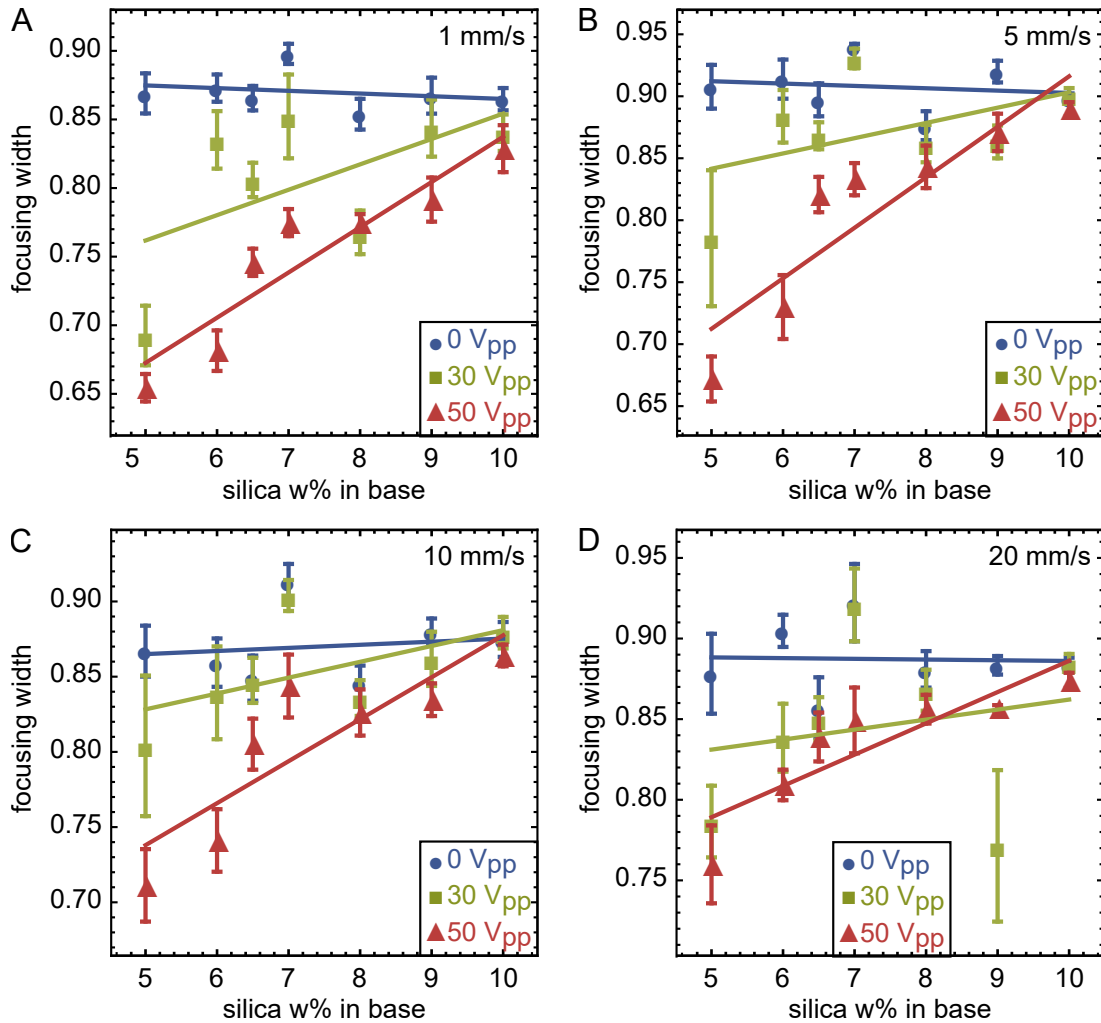 A
1 mm/s
focusing width
0.90
0.85
0.80
0.75
0.70
0.65
0 Vpp
30 Vpp
50 Vpp
5 6 7 8 9 10
silica w% in base
B
5 mm/s
focusing width
0.95
0.90
0.85
0.80
0.75
0.70
0.65
0 Vpp
30 Vpp
50 Vpp
5 6 7 8 9 10
silica w% in base
C
10 mm/s
focusing width
0.90
0.85
0.80
0.75
0.70
0 Vpp
30 Vpp
50 Vpp
5 6 7 8 9 10
silica w% in base
D
20 mm/s
focusing width
0.95
0.90
0.85
0.80
0.75
0 Vpp
30 Vpp
50 Vpp
5 6 7 8 9 10
silica w% in base